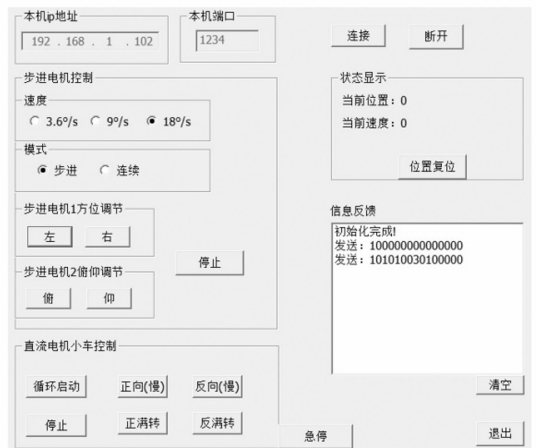 本机ip地址
192 . 168 . 1 . 102
本机端口
1234
连接
断开
步进电机控制
速度
3.6°/s 9°/s 18°/s
模式
步进 连续
步进电机1方位调节
左 右
停止
步进电机2俯仰调节
俯 仰
状态显示
当前位置：0
当前速度：0
位置复位
信息反馈
初始化完成!
发送：100000000000000
发送：101010030100000
清空
直流电机小车控制
循环启动 正向(慢) 反向(慢)
停止 正满转 反满转
急停
退出